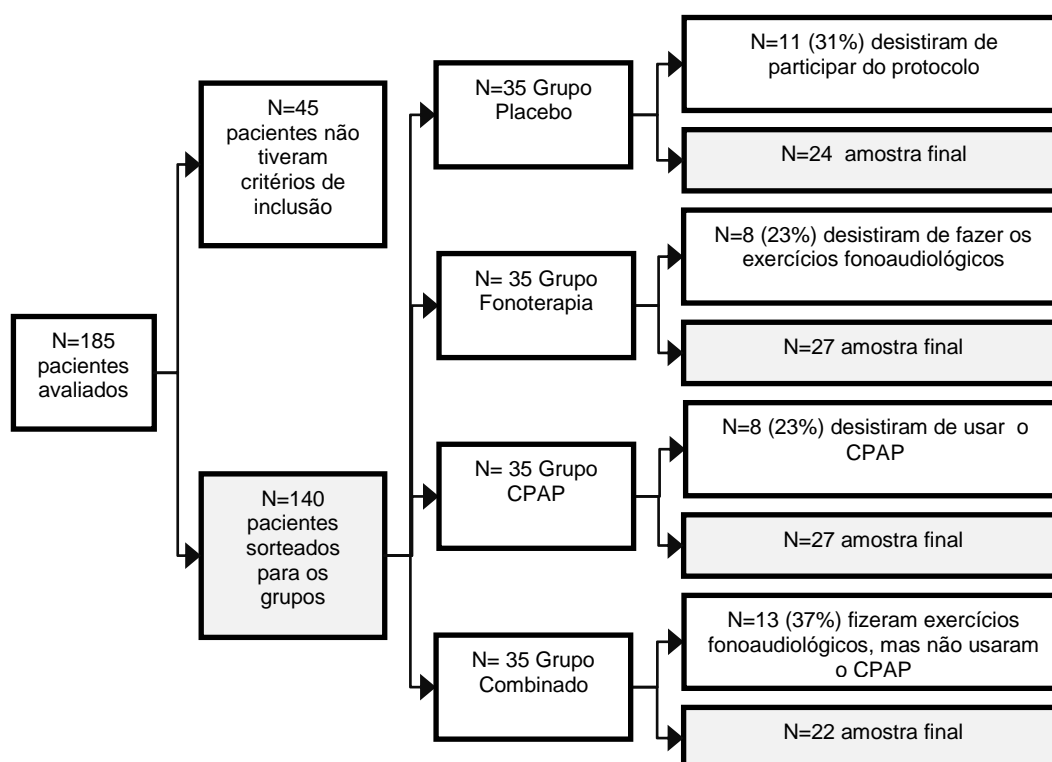 N=185
pacientes
avaliados
N=45
pacientes não
tiveram
critérios de
inclusão
N=140
pacientes
sorteados
para os
grupos
N=35 Grupo
Placebo
N=11 (31%) desistiram de
participar do protocolo
N=24 amostra final
N= 35 Grupo
Fonoterapia
N=8 (23%) desistiram de fazer os
exercícios fonoaudiológicos
N=27 amostra final
N= 35 Grupo
CPAP
N=8 (23%) desistiram de usar o
CPAP
N=27 amostra final
N= 35 Grupo
Combinado
N=13 (37%) fizeram exercícios
fonoaudiológicos, mas não usaram
o CPAP
N=22 amostra final